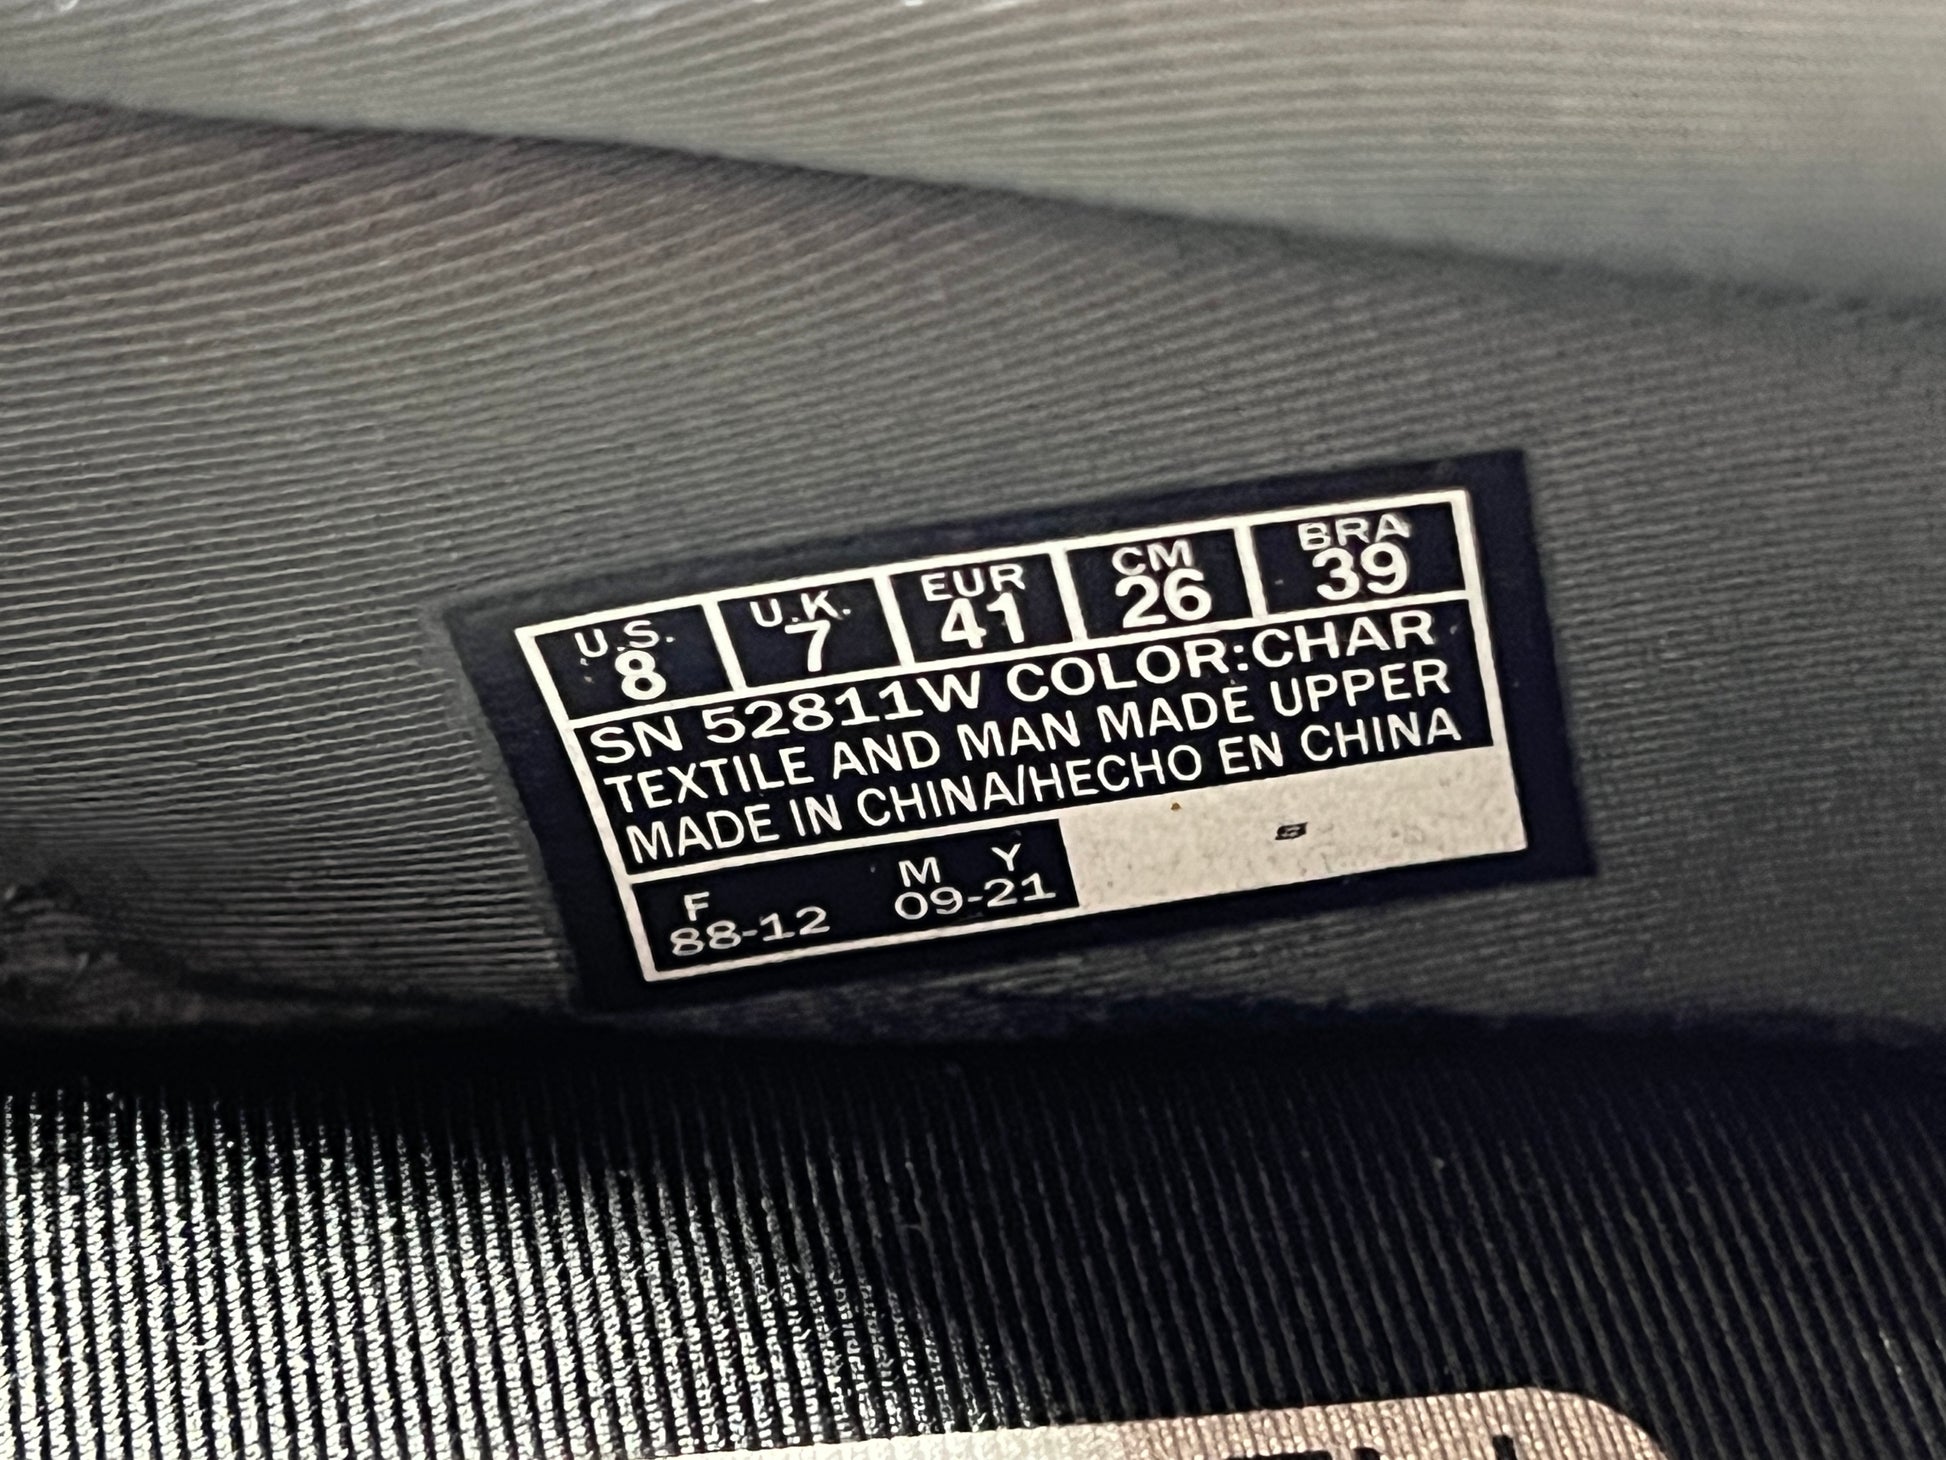 U.S. U.K. EUR CM BRA
8 7 41 26 39
SN 52811W COLOR:CHAR
TEXTILE AND MAN MADE UPPER
MADE IN CHINA/HECHO EN CHINA
F M Y
88-12 09-21